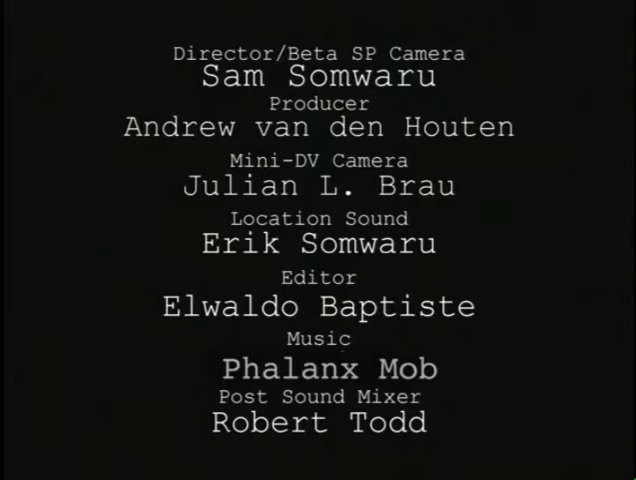 Director/Beta SP Camera
Sam Somwaru
Producer
Andrew van den Houten
Mini-DV Camera
Julian L. Brau
Location Sound
Erik Somwaru
Editor
Elwaldo Baptiste
Music
Phalanx Mob
Post Sound Mixer
Robert Todd